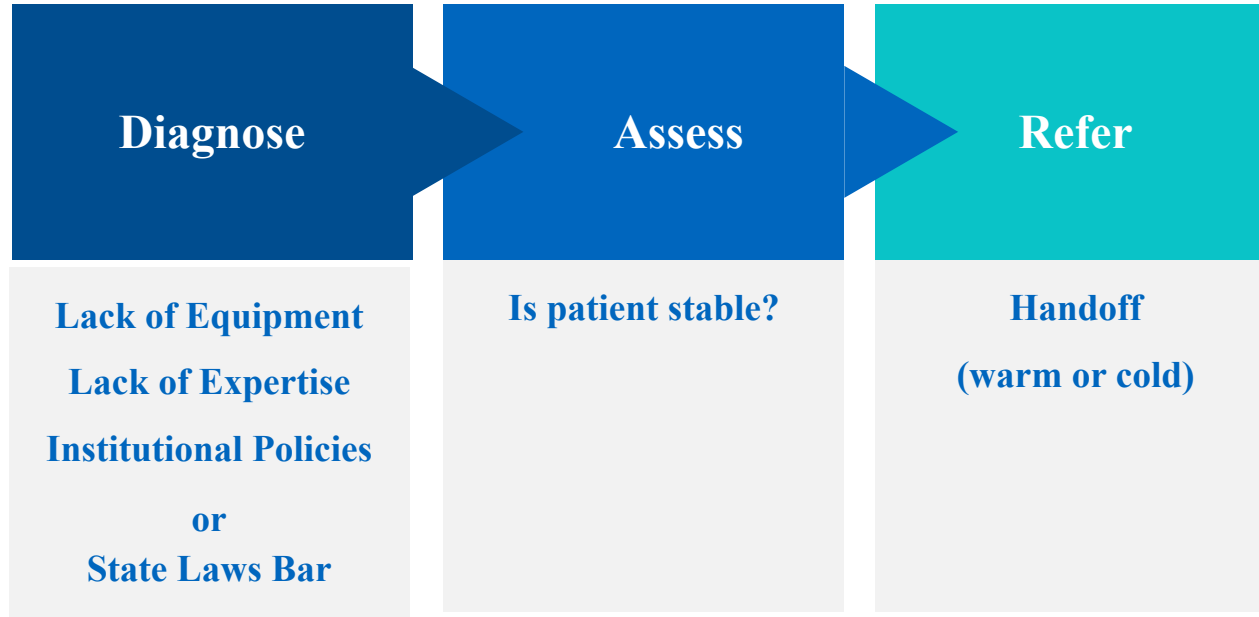 Diagnose
Lack of Equipment
Lack of Expertise
Institutional Policies
or
State Laws Bar
Assess
Is patient stable?
Refer
Handoff
(warm or cold)